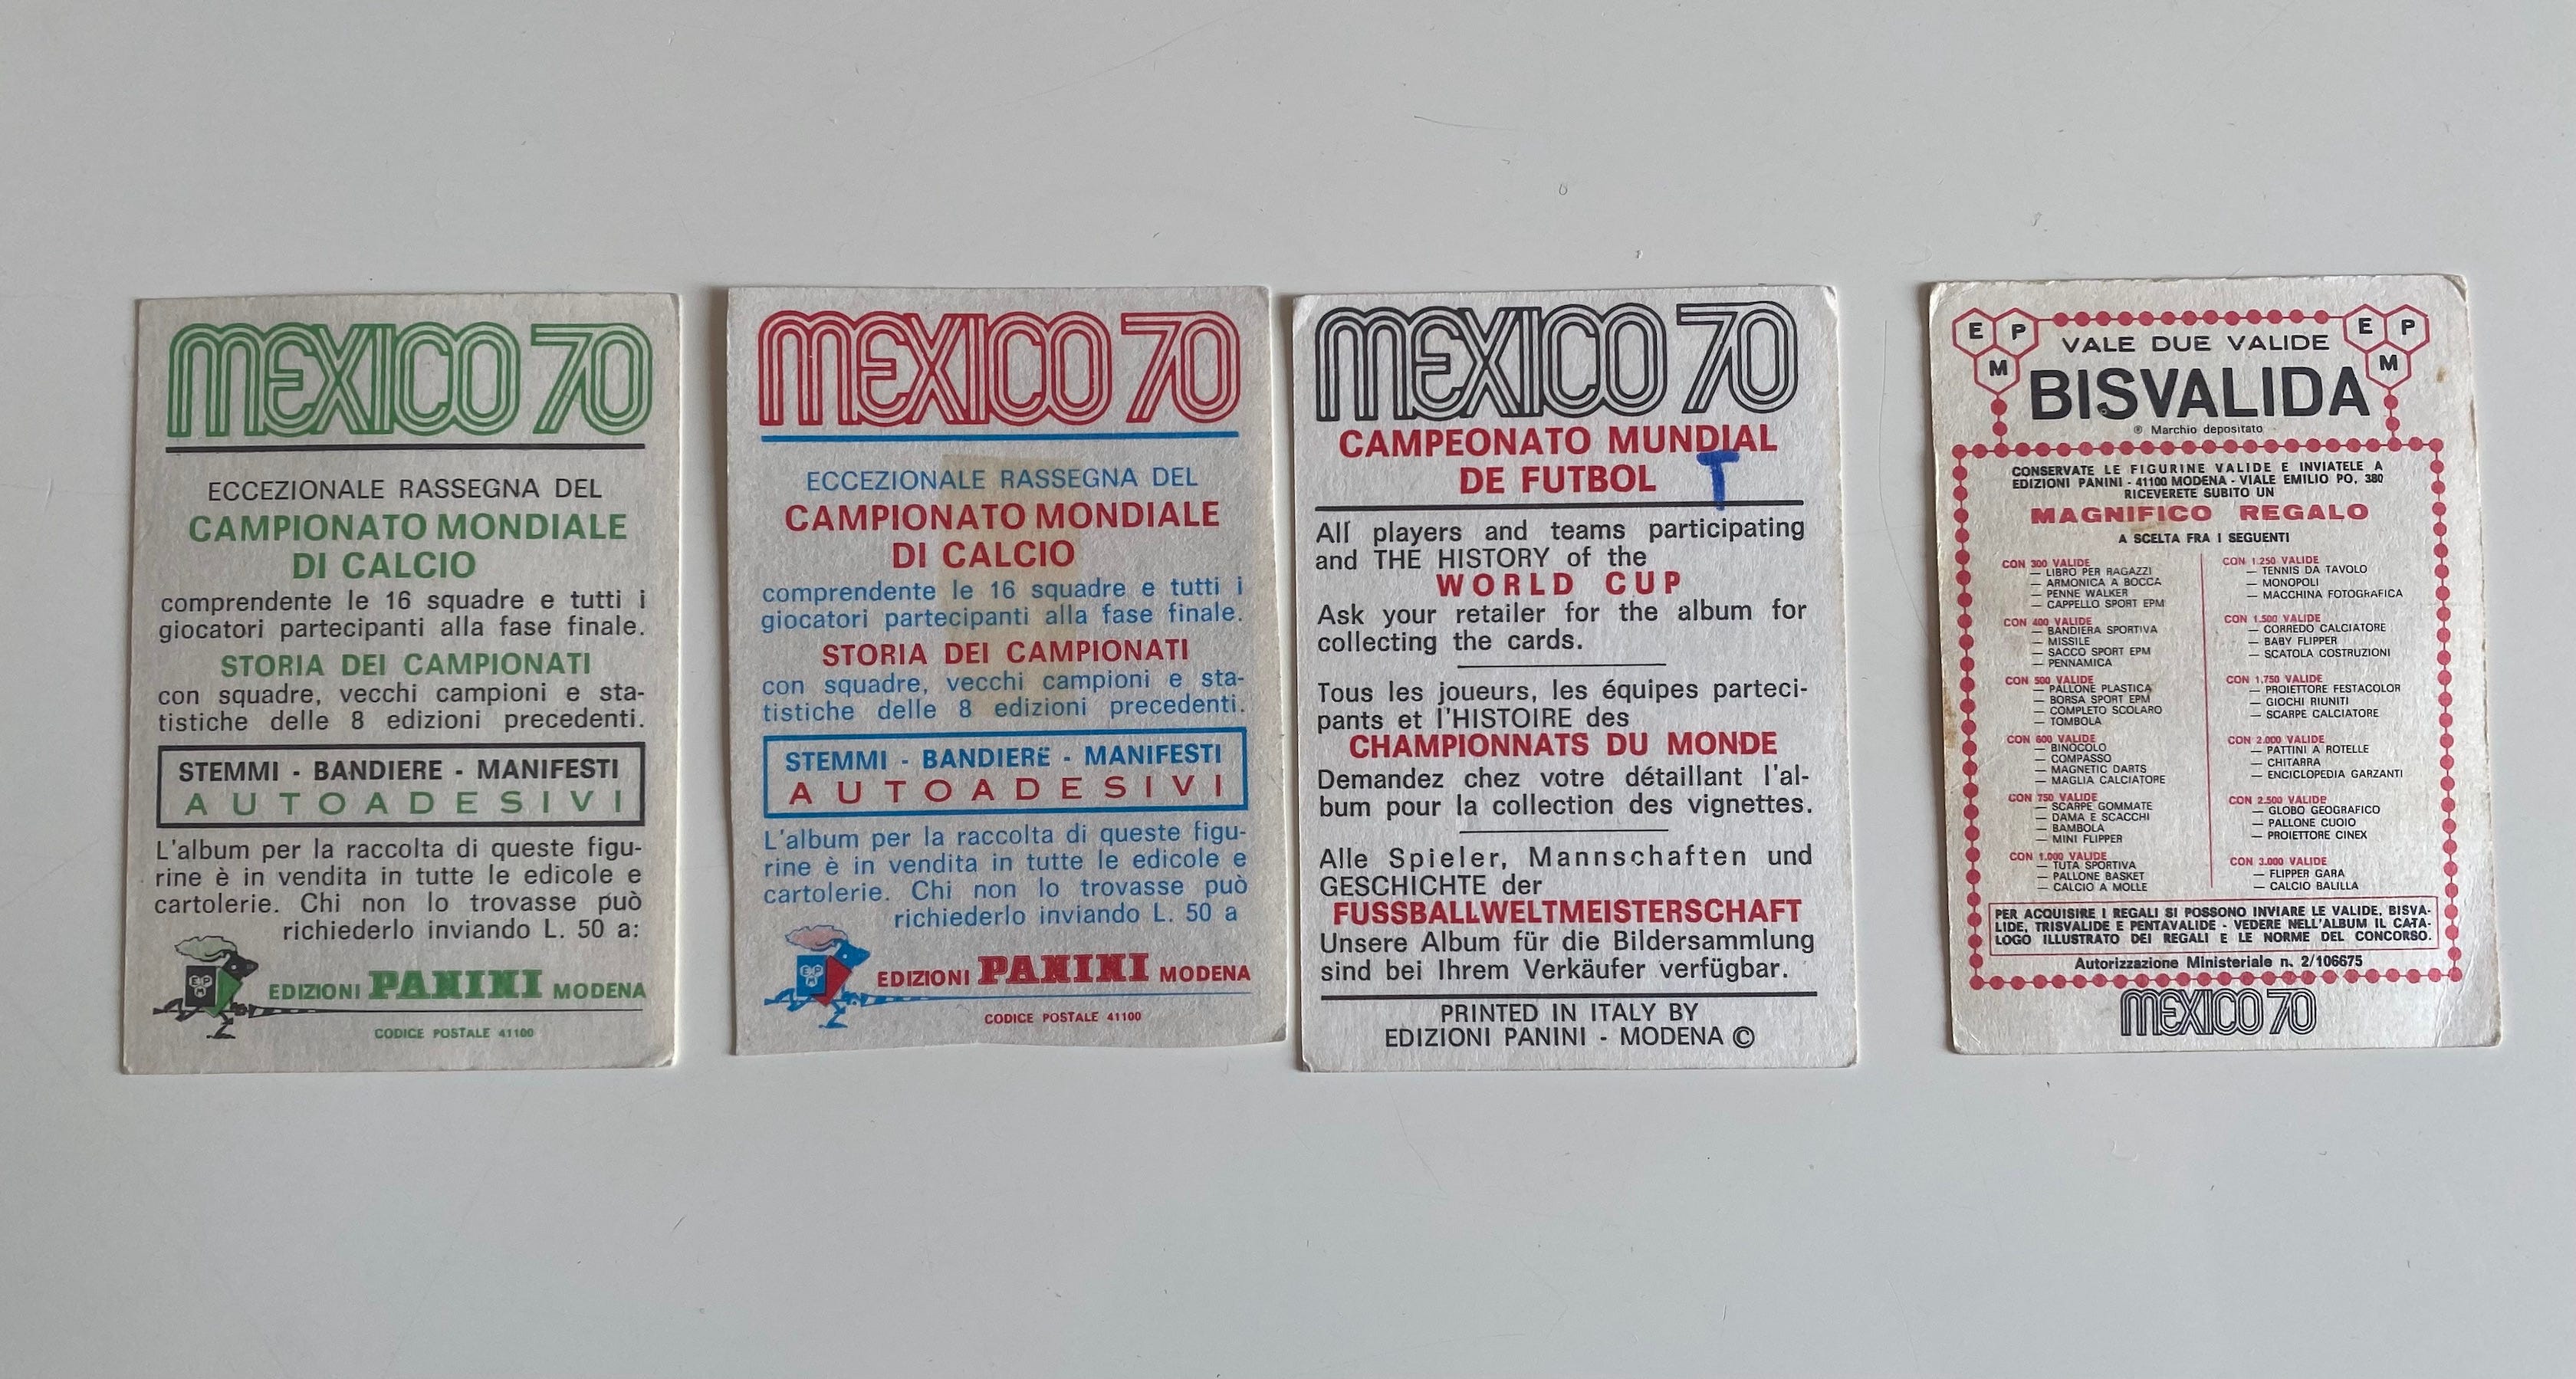 MEXICO 70
ECCEZIONALE RASSEGNA DEL
CAMPIONATO MONDIALE
DI CALCIO
comprendente le 16 squadre e tutti i
giocatori partecipanti alla fase finale.
STORIA DEI CAMPIONATI
con squadre, vecchi campioni e sta-
tistiche delle 8 edizioni precedenti.
STEMMI - BANDIERE - MANIFESTI
AUTOADESIVI
L'album per la raccolta di queste figu-
rine è in vendita in tutte le edicole e
cartolerie. Chi non lo trovasse può
richiederlo inviando L. 50 a:
EPM
EDIZIONI PANINI MODENA
CODICE POSTALE 41100
MEXICO 70
ECCEZIONALE RASSEGNA DEL
CAMPIONATO MONDIALE
DI CALCIO
comprendente le 16 squadre e tutti i
giocatori partecipanti alla fase finale.
STORIA DEI CAMPIONATI
con squadre, vecchi campioni e sta-
tistiche delle 8 edizioni precedenti.
STEMMI - BANDIERE - MANIFESTI
AUTOADESIVI
L'album per la raccolta di queste figu-
rine è in vendita in tutte le edicole e
cartolerie. Chi non lo trovasse può
richiederlo inviando L. 50 a
EPM
EDIZIONI PANINI MODENA
CODICE POSTALE 41100
MEXICO 70
CAMPEONATO MUNDIAL
DE FUTBOL T
All players and teams participating
and THE HISTORY of the
WORLD CUP
Ask your retailer for the album for
collecting the cards.
Tous les joueurs, les équipes parteci-
pants et l'HISTOIRE des
CHAMPIONNATS DU MONDE
Demandez chez votre détaillant l'al-
bum pour la collection des vignettes.
Alle Spieler, Mannschaften und
GESCHICHTE der
FUSSBALLWELTMEISTERSCHAFT
Unsere Album für die Bildersammlung
sind bei Ihrem Verkäufer verfügbar.
PRINTED IN ITALY BY
EDIZIONI PANINI - MODENA ©
E P M
E P M
VALE DUE VALIDE
BISVALIDA
® Marchio depositato
CONSERVATE LE FIGURINE VALIDE E INVIATELE A
EDIZIONI PANINI - 41100 MODENA - VIALE EMILIO PO, 380
RICEVERETE SUBITO UN
MAGNIFICO REGALO
A SCELTA FRA I SEGUENTI
CON 300 VALIDE
— LIBRO PER RAGAZZI
— ARMONICA A BOCCA
— PENNE WALKER
— CAPPELLO SPORT EPM
CON 400 VALIDE
— BANDIERA SPORTIVA
— MISSILE
— SACCO SPORT EPM
— PENNAMICA
CON 500 VALIDE
— PALLONE PLASTICA
— BORSA SPORT EPM
— COMPLETO SCOLARO
— TOMBOLA
CON 600 VALIDE
— BINOCOLO
— COMPASSO
— MAGNETIC DARTS
— MAGLIA CALCIATORE
CON 750 VALIDE
— SCARPE GOMMATE
— DAMA E SCACCHI
— BAMBOLA
— MINI FLIPPER
CON 1.000 VALIDE
— TUTA SPORTIVA
— PALLONE BASKET
— CALCIO A MOLLE
CON 1.250 VALIDE
— TENNIS DA TAVOLO
— MONOPOLI
— MACCHINA FOTOGRAFICA
CON 1.500 VALIDE
— CORREDO CALCIATORE
— BABY FLIPPER
— SCATOLA COSTRUZIONI
CON 1.750 VALIDE
— PROIETTORE FESTACOLOR
— GIOCHI RIUNITI
— SCARPE CALCIATORE
CON 2.000 VALIDE
— PATTINI A ROTELLE
— CHITARRA
— ENCICLOPEDIA GARZANTI
CON 2.500 VALIDE
— GLOBO GEOGRAFICO
— PALLONE CUOIO
— PROIETTORE CINEX
CON 3.000 VALIDE
— FLIPPER GARA
— CALCIO BALILLA
PER ACQUISIRE I REGALI SI POSSONO INVIARE LE VALIDE, BISVA-
LIDE, TRISVALIDE E PENTAVALIDE - VEDERE NELL'ALBUM IL CATA-
LOGO ILLUSTRATO DEI REGALI E LE NORME DEL CONCORSO.
Autorizzazione Ministeriale n. 2/106675
MEXICO 70